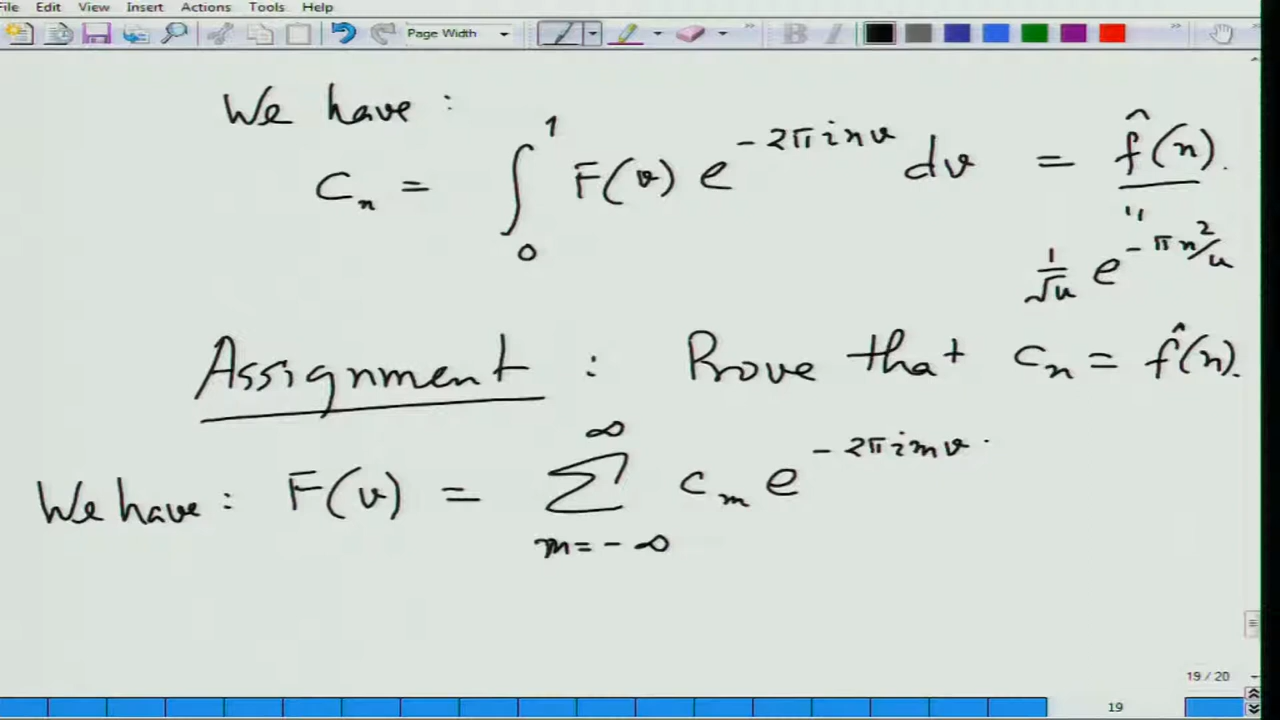 File Edit View Insert Actions Tools Help
Page Width
We have :
c_n = ∫_0^1 F(v) e^{-2πinv} dv = f̂(n).
"
1/√u e^{-πn²/u}
Assignment : Prove that c_n = f̂(n).
We have : F(v) = ∑_{m=-∞}^{∞} c_m e^{-2πimv}.
19 / 20
19